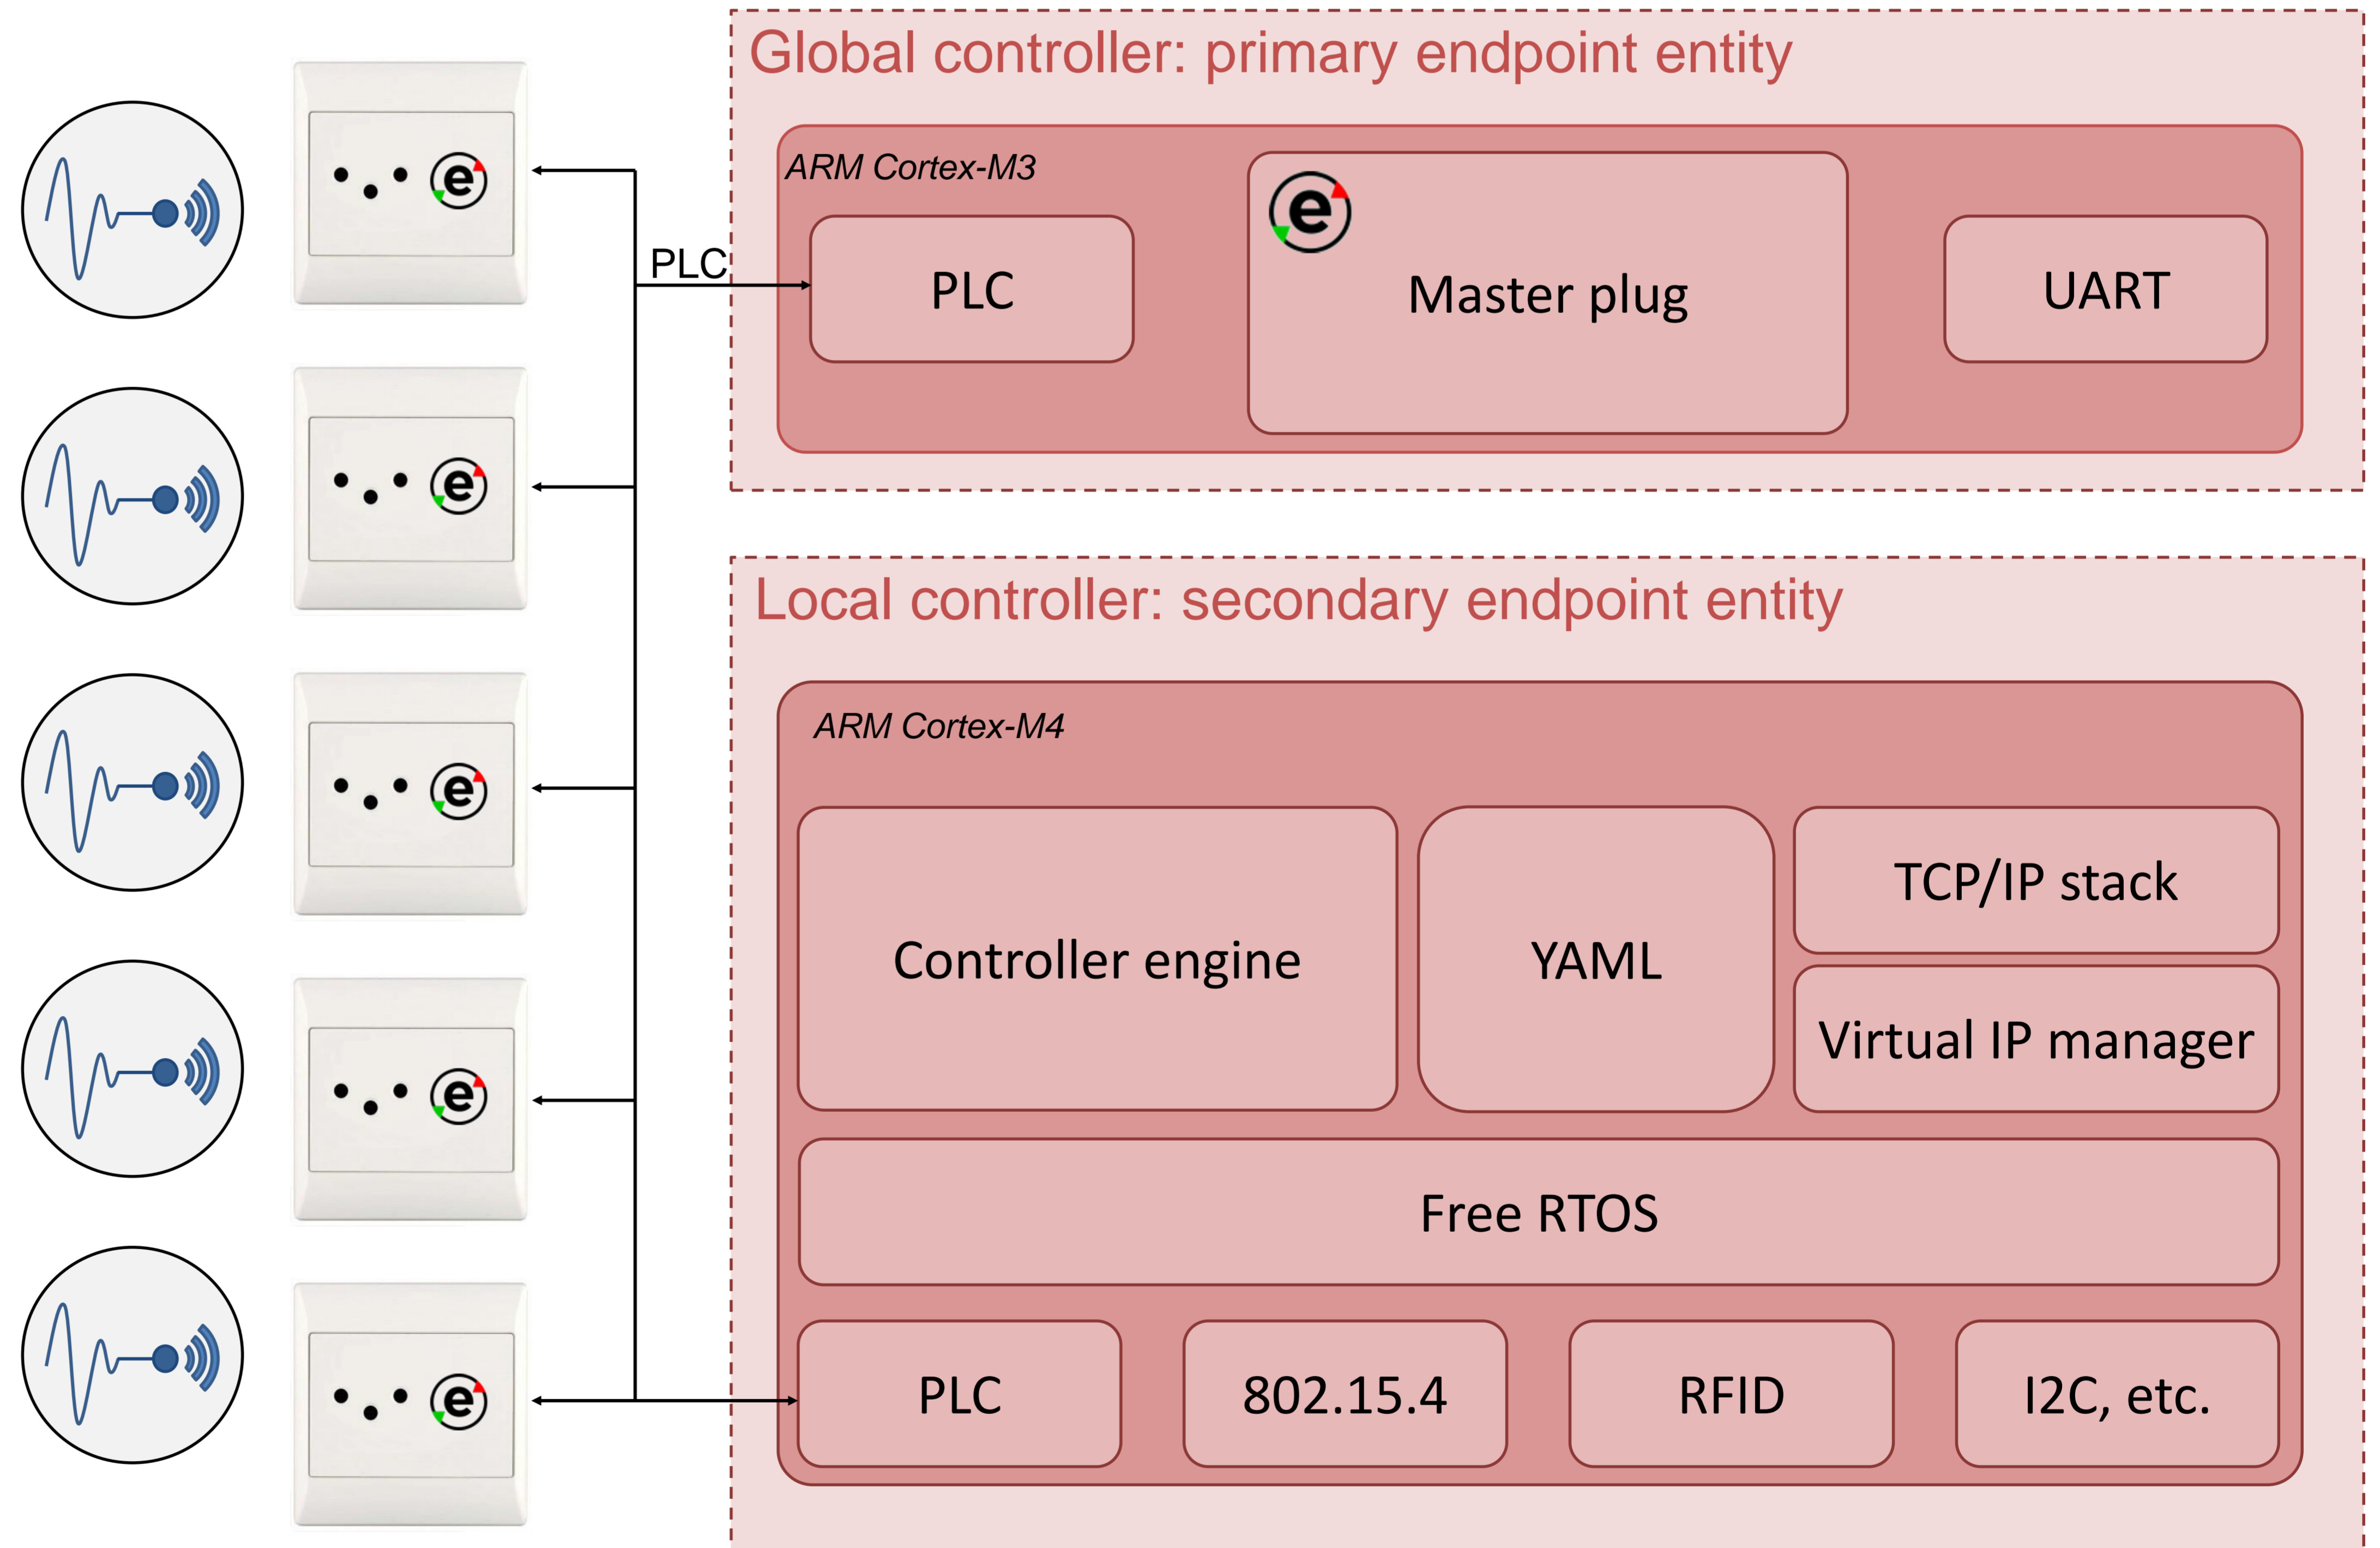 Global controller: primary endpoint entity
ARM Cortex-M3
e
PLC
PLC
Master plug
UART
e
e
e
e
e
Local controller: secondary endpoint entity
ARM Cortex-M4
Controller engine
YAML
TCP/IP stack
Virtual IP manager
Free RTOS
PLC
802.15.4
RFID
I2C, etc.